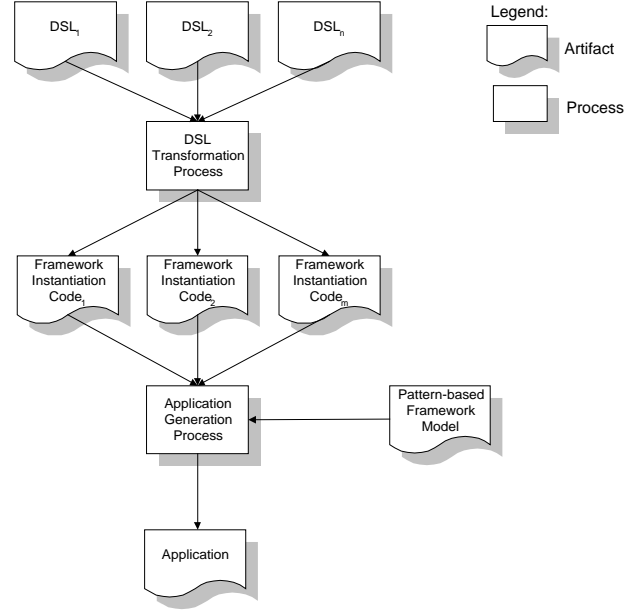 Legend:
DSL1
DSL2
DSLn
Artifact
Process
DSL
Transformation
Process
Framework
Instantiation
Code1
Framework
Instantiation
Code2
Framework
Instantiation
Codem
Application
Generation
Process
Pattern-based
Framework
Model
Application